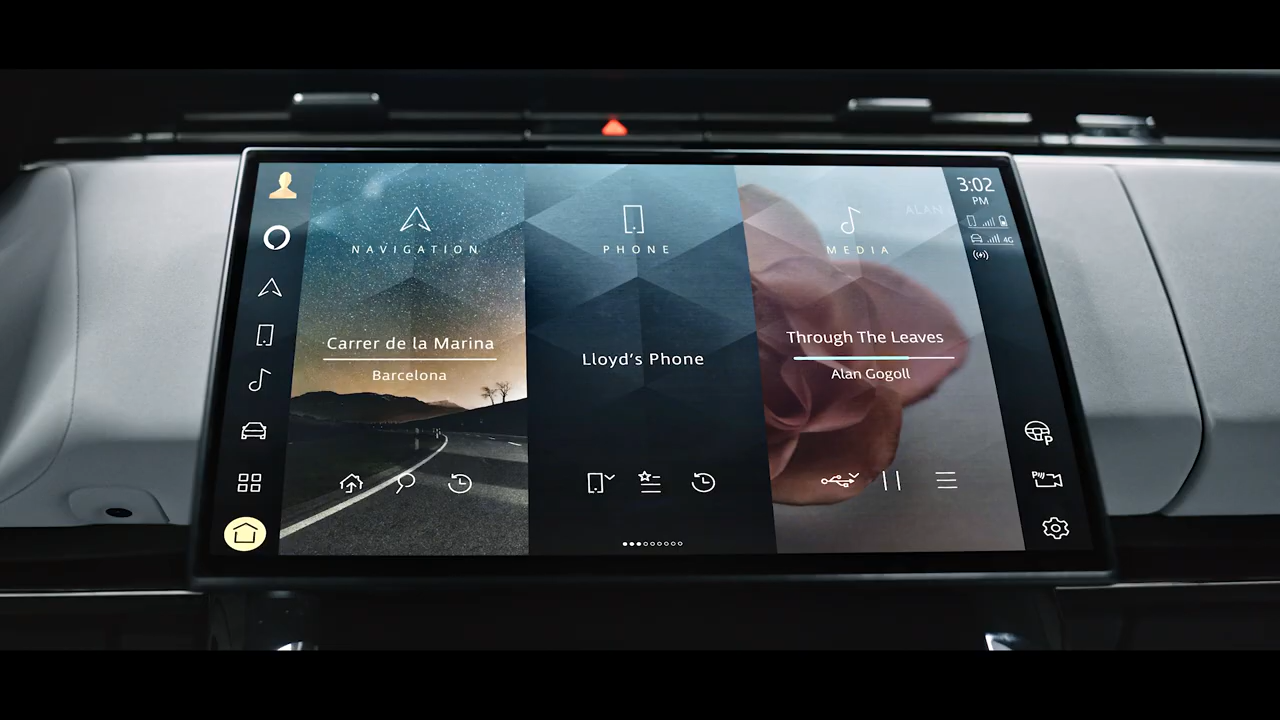 NAVIGATION
Carrer de la Marina
Barcelona
PHONE
Lloyd's Phone
ALAN
MEDIA
Through The Leaves
Alan Gogoll
3:02
PM
4G
P
P